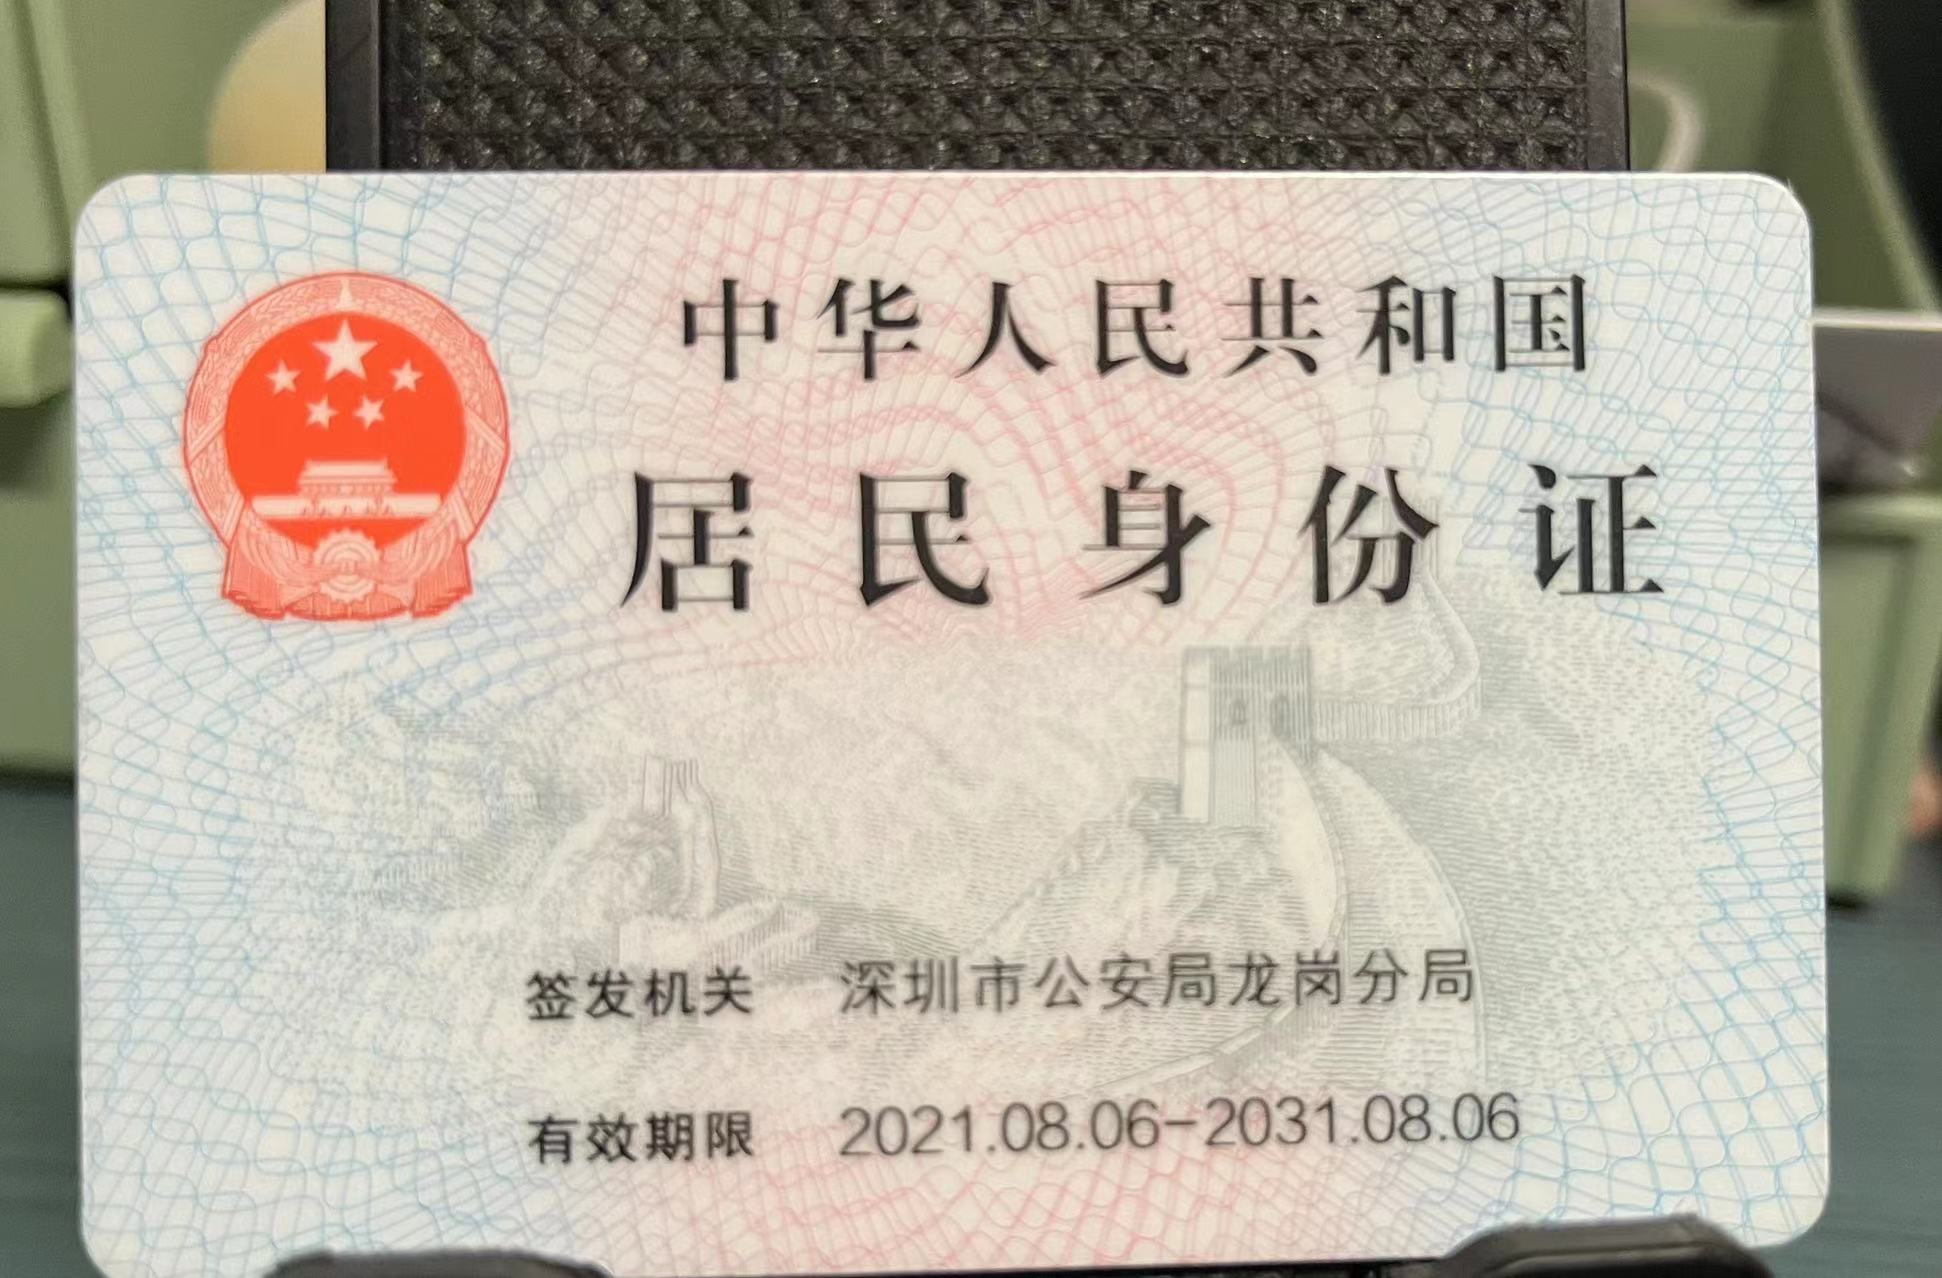 中华人民共和国
居民身份证
签发机关 深圳市公安局龙岗分局
有效期限 2021.08.06-2031.08.06